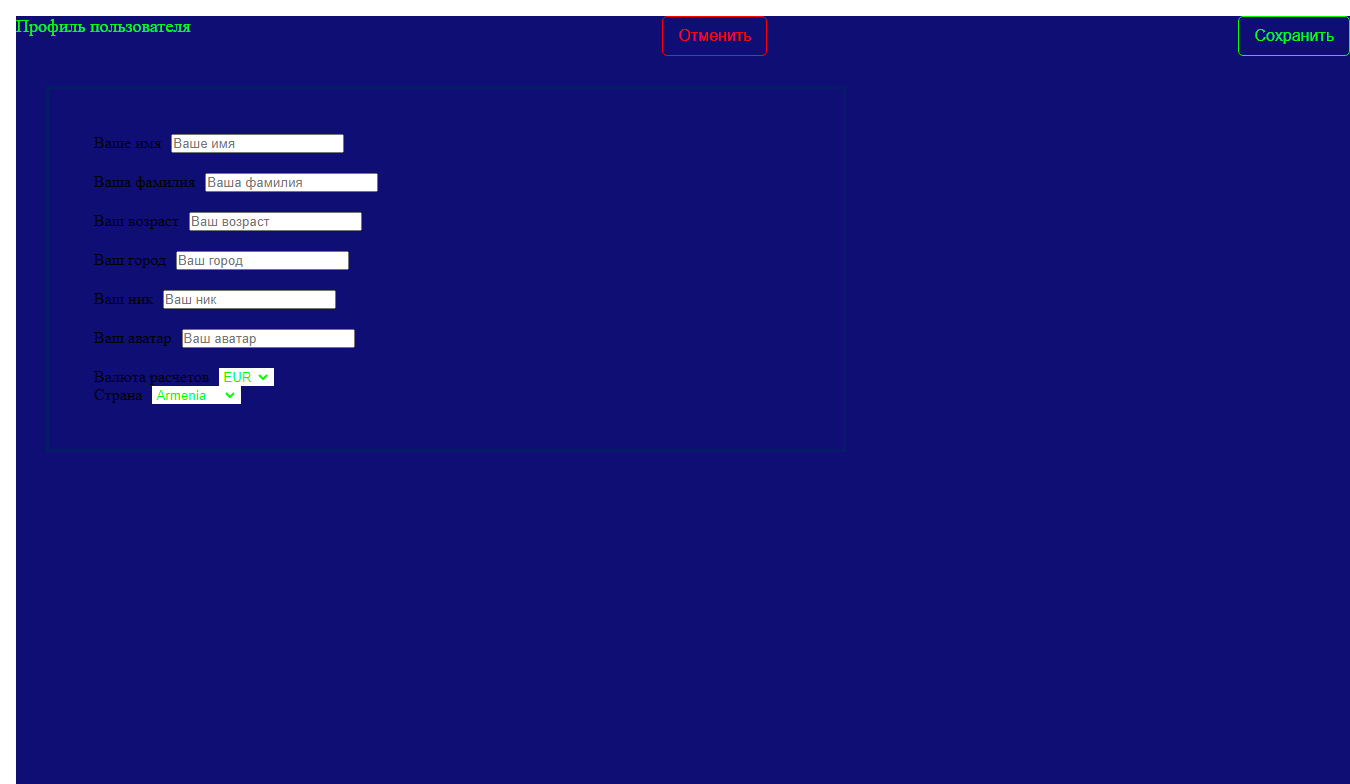 Профиль пользователя Отменить Сохранить
Ваше имя Ваше имя
Ваша фамилия Ваша фамилия
Ваш возраст Ваш возраст
Ваш город Ваш город
Ваш ник Ваш ник
Ваш аватар Ваш аватар
Валюта расчетов EUR
Страна Armenia